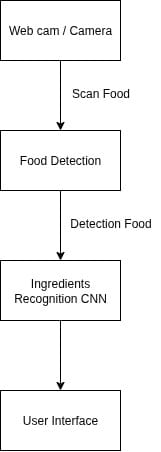 Web cam / Camera
Scan Food
Food Detection
Detection Food
Ingredients
Recognition CNN
User Interface